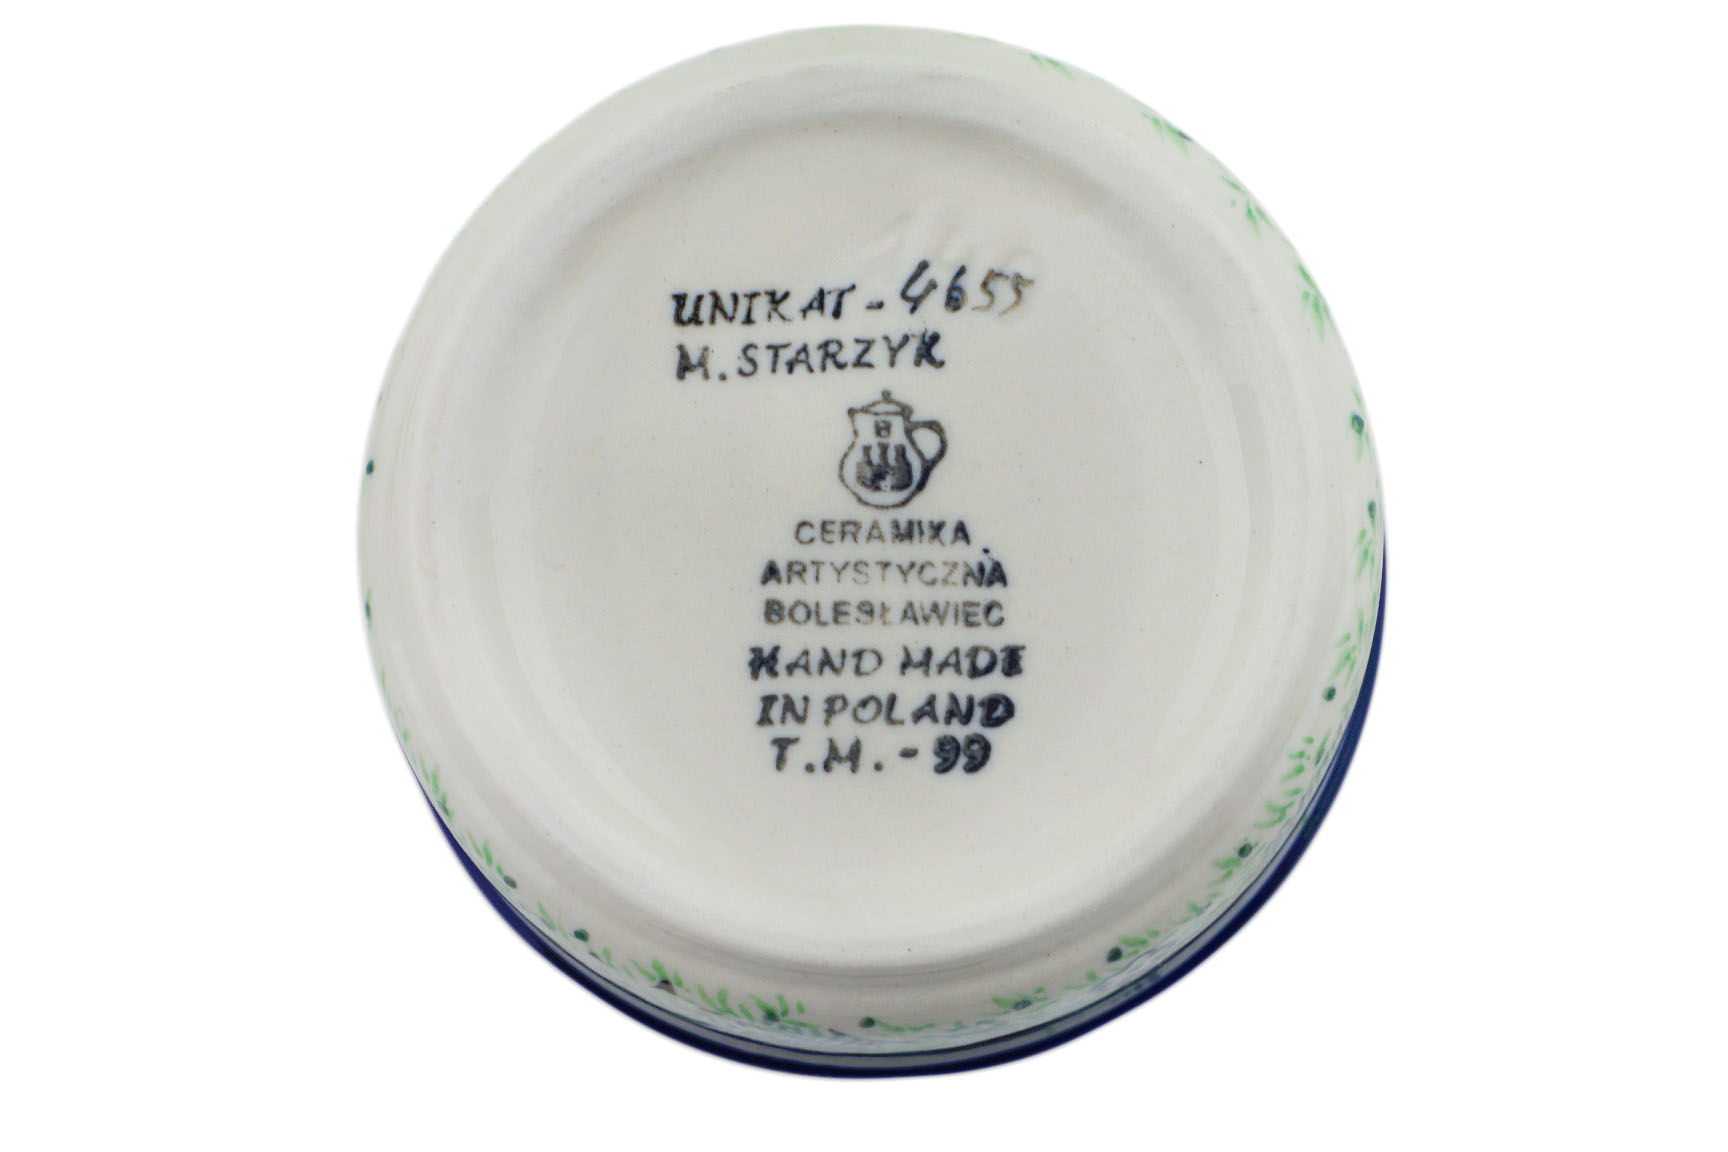 UNIKAT - 4655
M. STARZYK
B
CERAMIKA
ARTYSTYCZNA
BOLESŁAWIEC
HAND MADE
IN POLAND
T.M. - 99